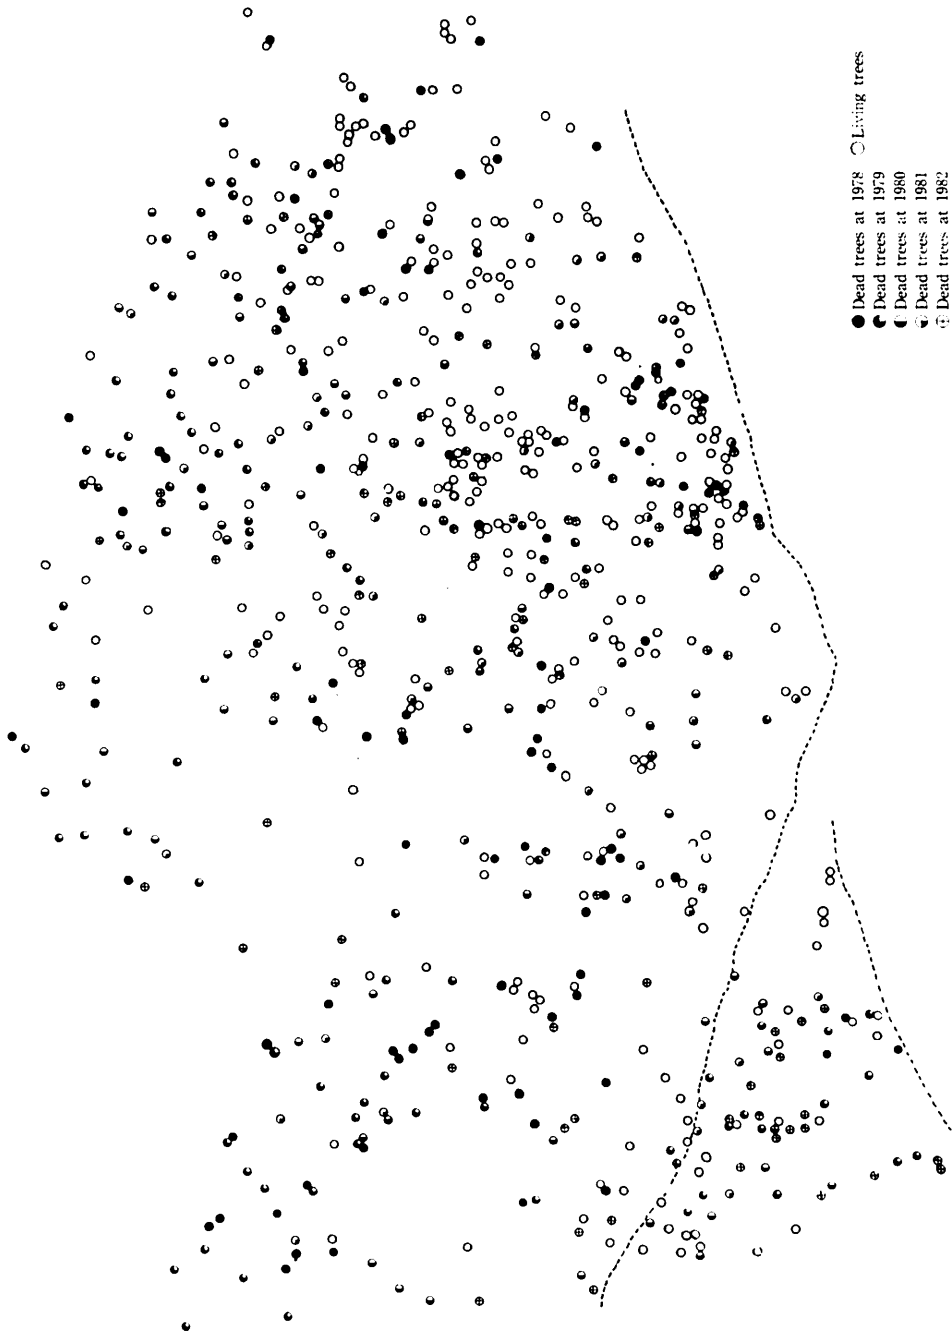 Dead trees at 1978 Living trees
Dead trees at 1979
Dead trees at 1980
Dead trees at 1981
Dead trees at 1982